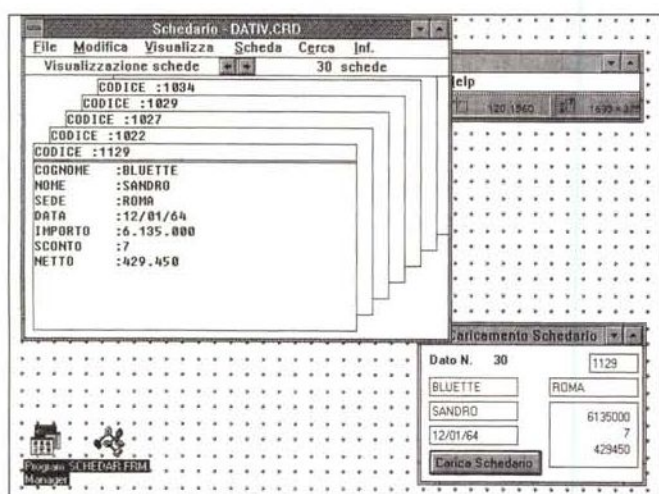 Schedario - DATIV.CRD
File Modifica Visualizza Scheda Cerca Inf.
Visualizzazione schede 30 schede
CODICE :1034
CODICE :1029
CODICE :1027
CODICE :1022
CODICE :1129
COGNOME :BLUETTE
NOME :SANDRO
SEDE :ROMA
DATA :12/01/64
IMPORTO :6.135.000
SCONTO :7
NETTO :429.450
elp
120,1560
Caricamento Schedario
Dato N. 30
1129
BLUETTE
ROMA
SANDRO
6135000
12/01/64
7
429450
Carica Schedario
Program Manager
SCHEDAR.FRM